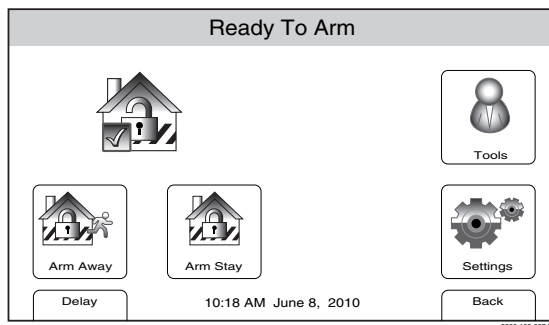 Ready To Arm
Tools
Arm Away
Arm Stay
Settings
Delay
10:18 AM June 8, 2010
Back